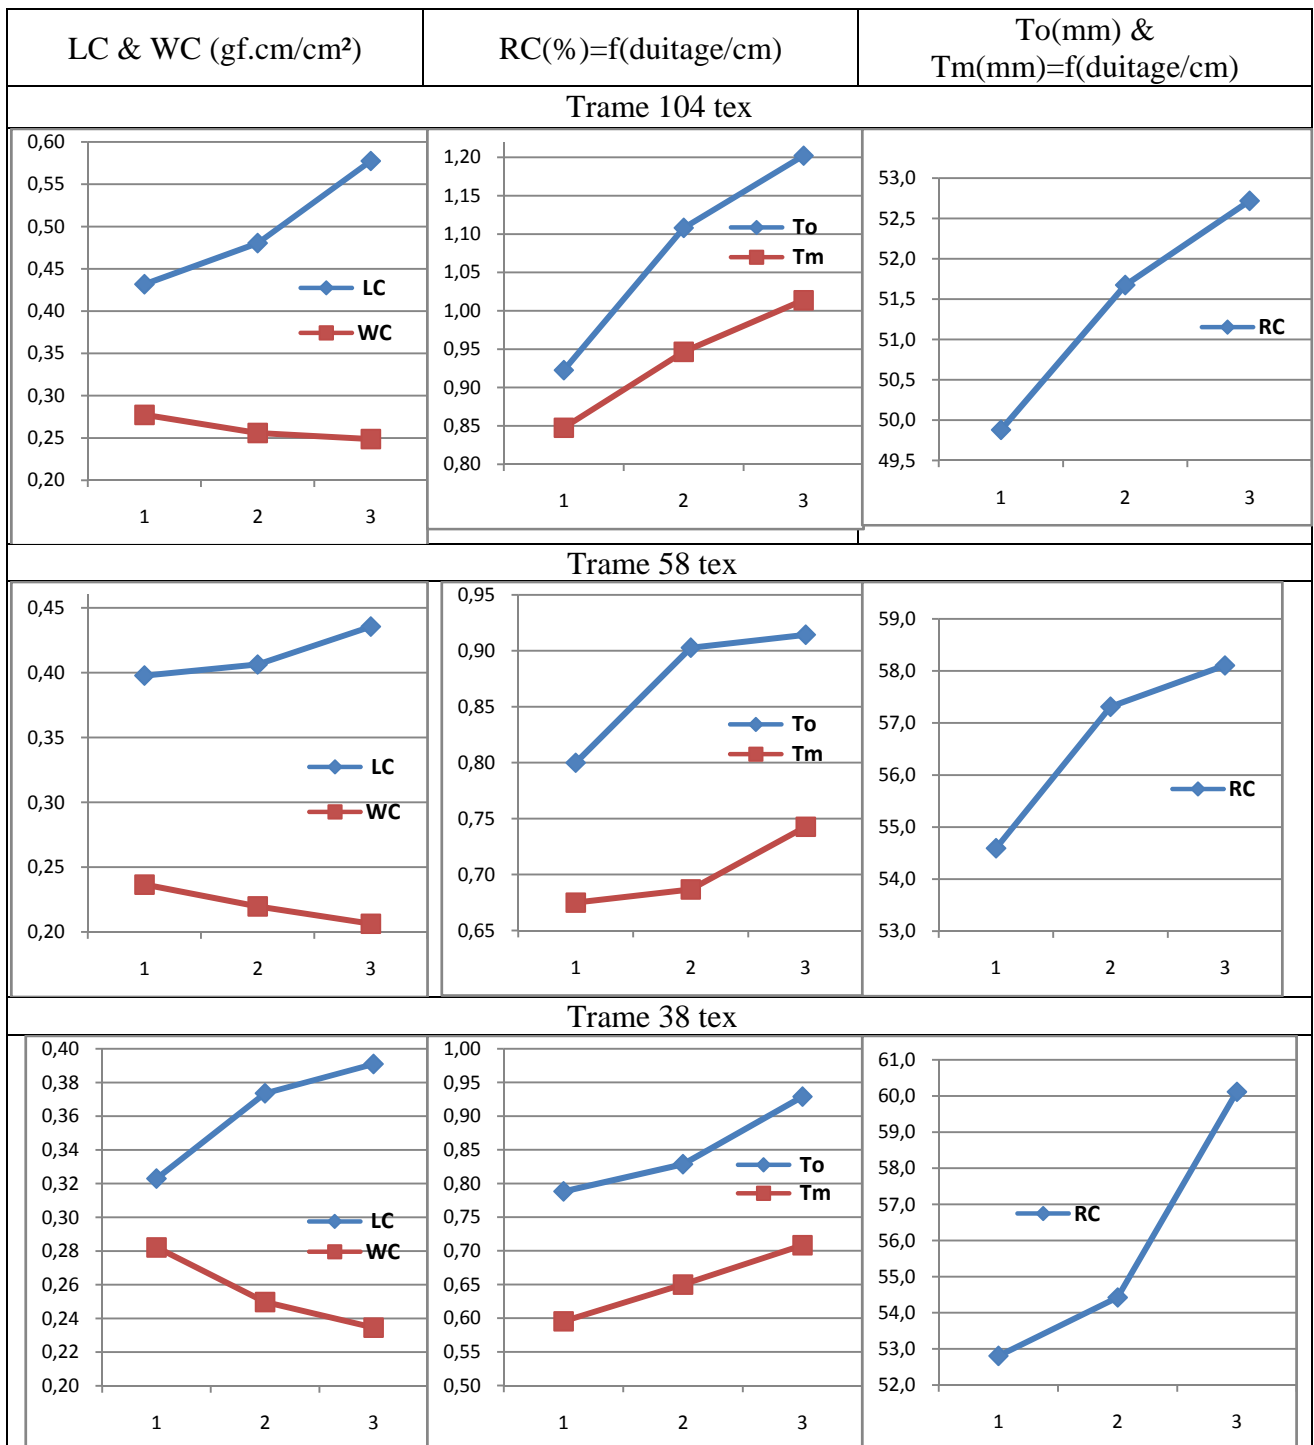 LC & WC (gf.cm/cm²)
RC(%)=f(duitage/cm)
To(mm) &
Tm(mm)=f(duitage/cm)
Trame 104 tex
0,60
0,55
0,50
0,45
0,40
0,35
0,30
0,25
0,20
1 2 3
LC
WC
1,20
1,15
1,10
1,05
1,00
0,95
0,90
0,85
0,80
1 2 3
To
Tm
53,0
52,5
52,0
51,5
51,0
50,5
50,0
49,5
1 2 3
RC
Trame 58 tex
0,45
0,40
0,35
0,30
0,25
0,20
1 2 3
LC
WC
0,95
0,90
0,85
0,80
0,75
0,70
0,65
1 2 3
To
Tm
59,0
58,0
57,0
56,0
55,0
54,0
53,0
1 2 3
RC
Trame 38 tex
0,40
0,38
0,36
0,34
0,32
0,30
0,28
0,26
0,24
0,22
0,20
1 2 3
LC
WC
1,00
0,95
0,90
0,85
0,80
0,75
0,70
0,65
0,60
0,55
0,50
1 2 3
To
Tm
61,0
60,0
59,0
58,0
57,0
56,0
55,0
54,0
53,0
52,0
1 2 3
RC